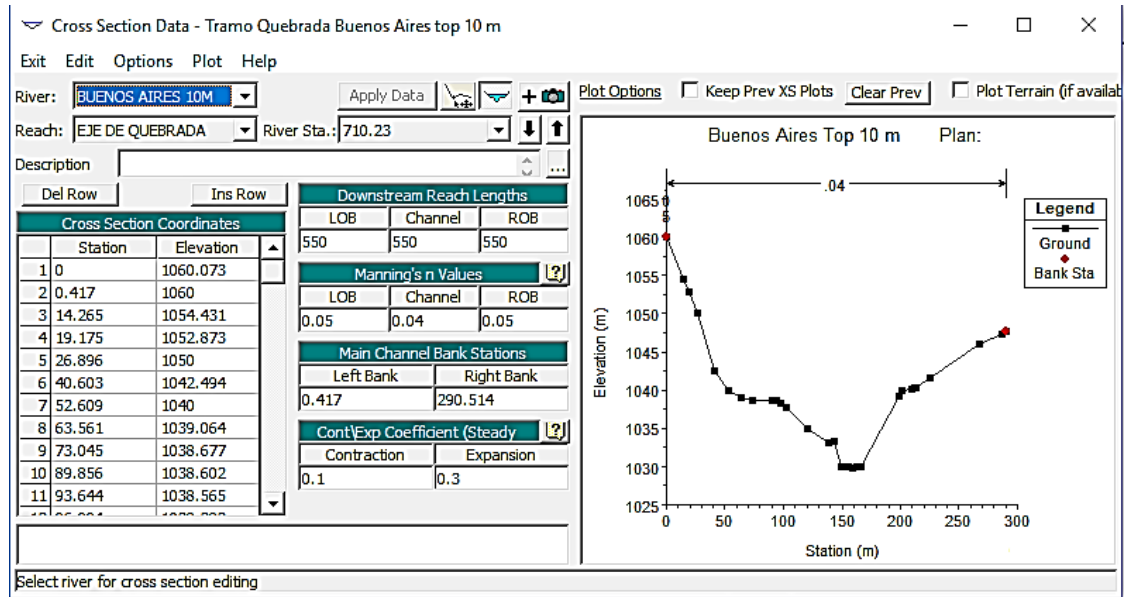 Cross Section Data - Tramo Quebrada Buenos Aires top 10 m
Exit Edit Options Plot Help
River: BUENOS AIRES 10M Apply Data
Reach: EJE DE QUEBRADA River Sta.: 710.23
Description ...
Del Row Ins Row
Cross Section Coordinates
Station Elevation
1 0 1060.073
2 0.417 1060
3 14.265 1054.431
4 19.175 1052.873
5 26.896 1050
6 40.603 1042.494
7 52.609 1040
8 63.561 1039.064
9 73.045 1038.677
10 89.856 1038.602
11 93.644 1038.565
Downstream Reach Lengths
LOB Channel ROB
550 550 550
Manning's n Values
LOB Channel ROB
0.05 0.04 0.05
Main Channel Bank Stations
Left Bank Right Bank
0.417 290.514
Cont\Exp Coefficient (Steady
Contraction Expansion
0.1 0.3
Plot Options Keep Prev XS Plots Clear Prev Plot Terrain (if availab
Buenos Aires Top 10 m Plan:
.04
Legend
Ground
Bank Sta
Elevation (m)
1065
1060
1055
1050
1045
1040
1035
1030
1025
0 50 100 150 200 250 300
Station (m)
Select river for cross section editing